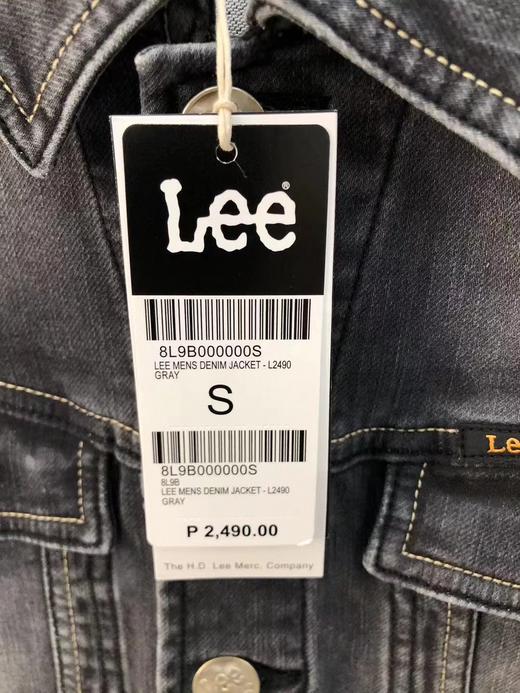 Lee®
8L9B000000S
LEE MENS DENIM JACKET - L2490
GRAY
S
8L9B000000S
8L9B
LEE MENS DENIM JACKET - L2490
GRAY
P 2,490.00
The H.D. Lee Merc. Company
Le